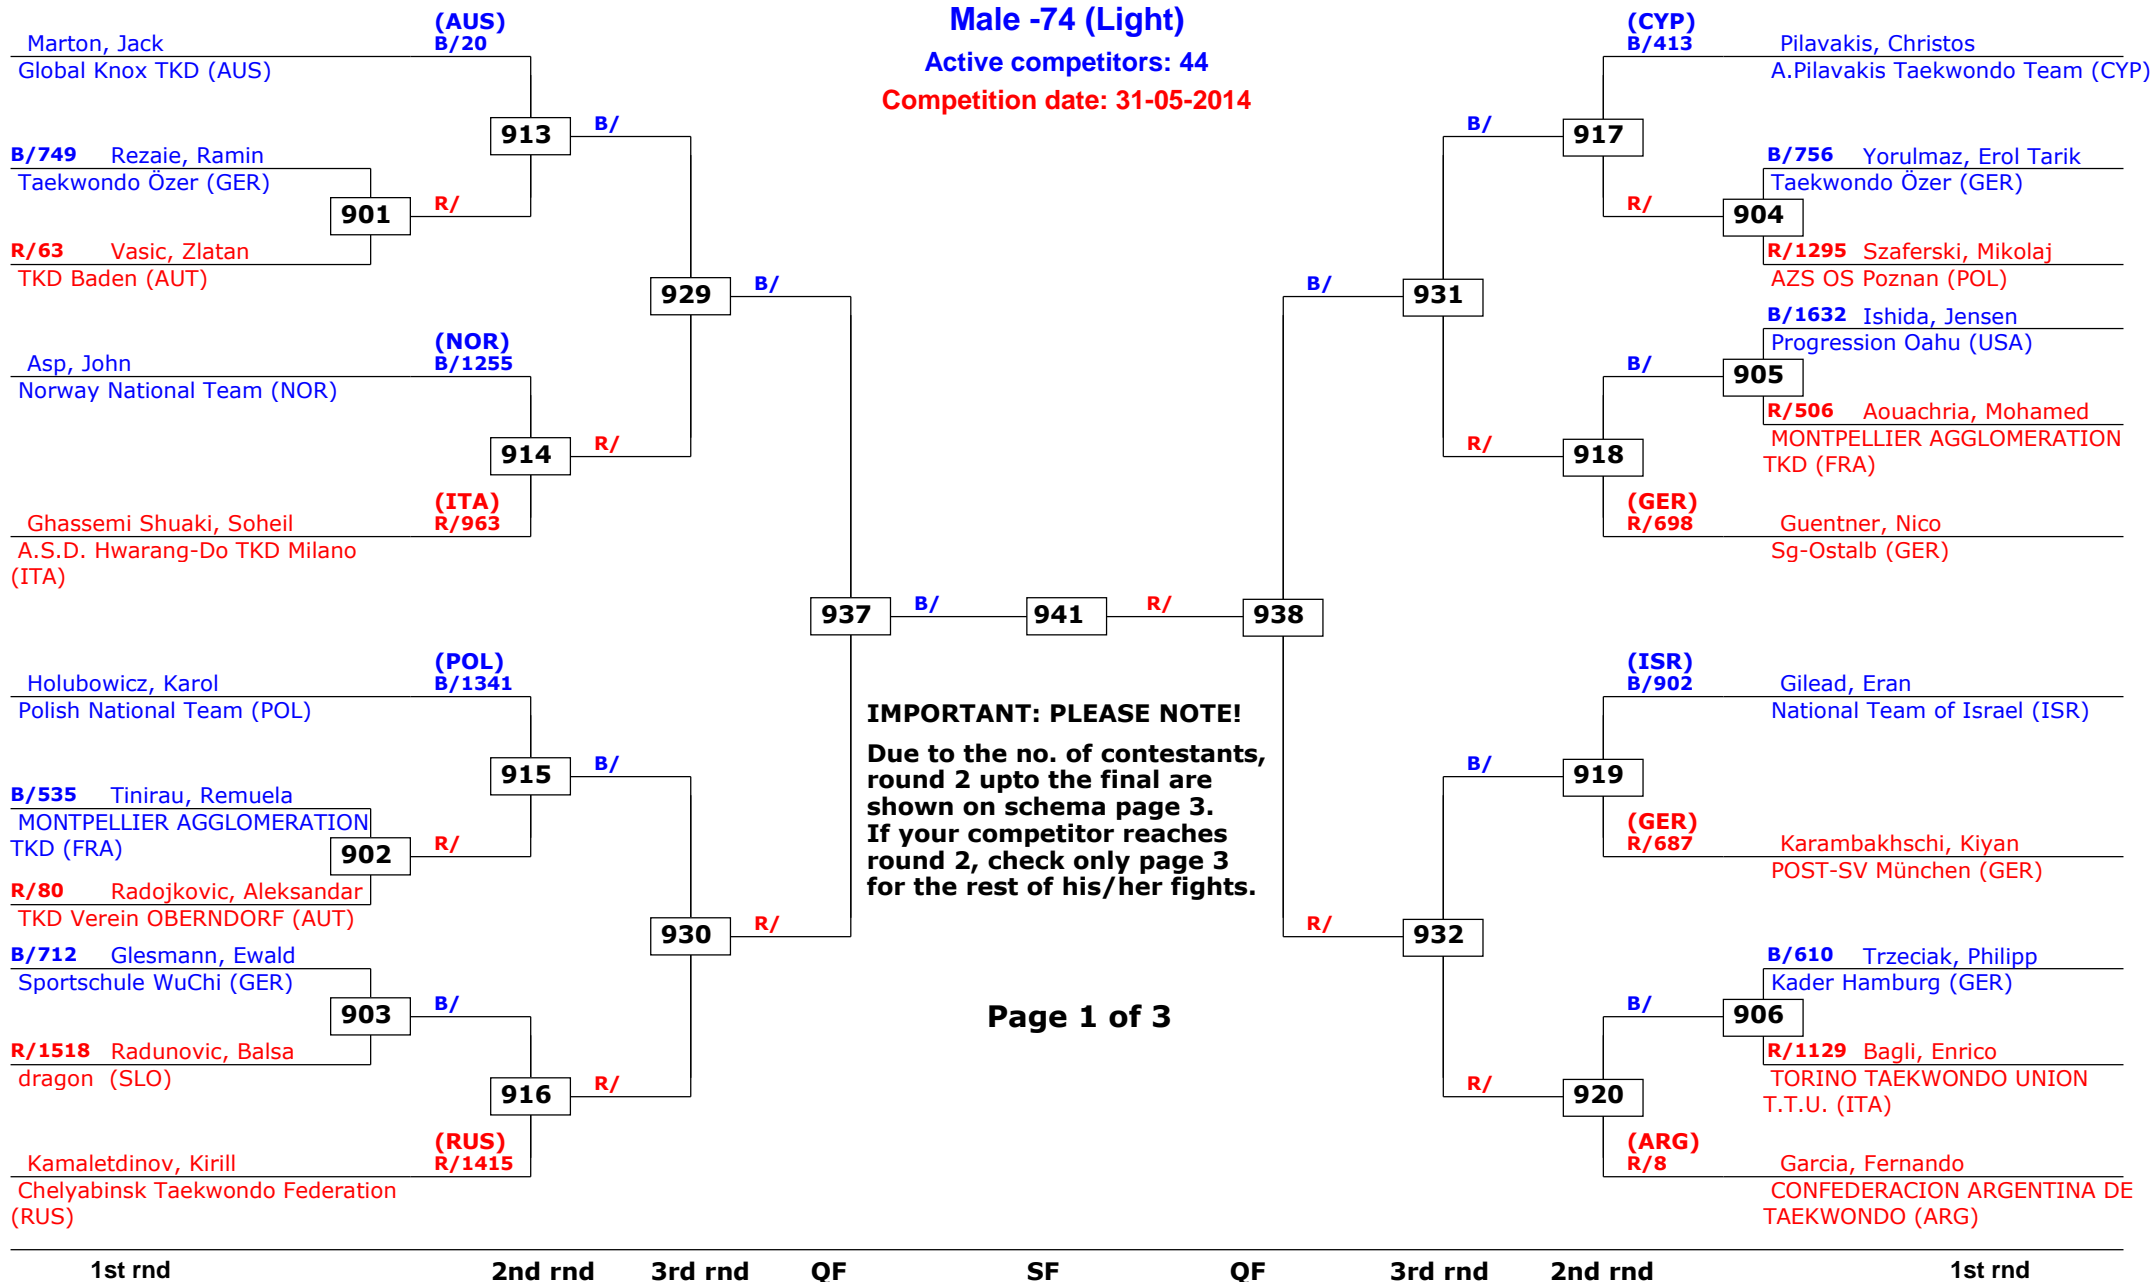 Male -74 (Light)
Active competitors: 44
Competition date: 31-05-2014
(AUS)
Marton, Jack B/20
Global Knox TKD (AUS)
913
B/
B/749 Rezaie, Ramin
Taekwondo Özer (GER)
901
R/
R/63 Vasic, Zlatan
TKD Baden (AUT)
929
B/
(NOR)
Asp, John B/1255
Norway National Team (NOR)
914
R/
(ITA)
Ghassemi Shuaki, Soheil R/963
A.S.D. Hwarang-Do TKD Milano
(ITA)
937
B/
941
R/
938
(POL)
Holubowicz, Karol B/1341
Polish National Team (POL)
915
B/
B/535 Tinirau, Remuela
MONTPELLIER AGGLOMERATION
TKD (FRA)
902
R/
R/80 Radojkovic, Aleksandar
TKD Verein OBERNDORF (AUT)
930
R/
B/712 Glesmann, Ewald
Sportschule WuChi (GER)
903
B/
R/1518 Radunovic, Balsa
dragon (SLO)
916
R/
(RUS)
Kamaletdinov, Kirill R/1415
Chelyabinsk Taekwondo Federation
(RUS)
IMPORTANT: PLEASE NOTE!
Due to the no. of contestants,
round 2 upto the final are
shown on schema page 3.
If your competitor reaches
round 2, check only page 3
for the rest of his/her fights.
Page 1 of 3
(CYP)
B/413 Pilavakis, Christos
A.Pilavakis Taekwondo Team (CYP)
B/
917
B/756 Yorulmaz, Erol Tarik
Taekwondo Özer (GER)
R/
904
R/1295 Szaferski, Mikolaj
AZS OS Poznan (POL)
B/
931
B/1632 Ishida, Jensen
Progression Oahu (USA)
B/
905
R/506 Aouachria, Mohamed
MONTPELLIER AGGLOMERATION
TKD (FRA)
R/
918
(GER)
R/698 Guentner, Nico
Sg-Ostalb (GER)
(ISR)
B/902 Gilead, Eran
National Team of Israel (ISR)
B/
919
(GER)
R/687 Karambakhschi, Kiyan
POST-SV München (GER)
R/
932
B/610 Trzeciak, Philipp
Kader Hamburg (GER)
B/
906
R/1129 Bagli, Enrico
TORINO TAEKWONDO UNION
T.T.U. (ITA)
R/
920
(ARG)
R/8 Garcia, Fernando
CONFEDERACION ARGENTINA DE
TAEKWONDO (ARG)
1st rnd 2nd rnd 3rd rnd QF SF QF 3rd rnd 2nd rnd 1st rnd